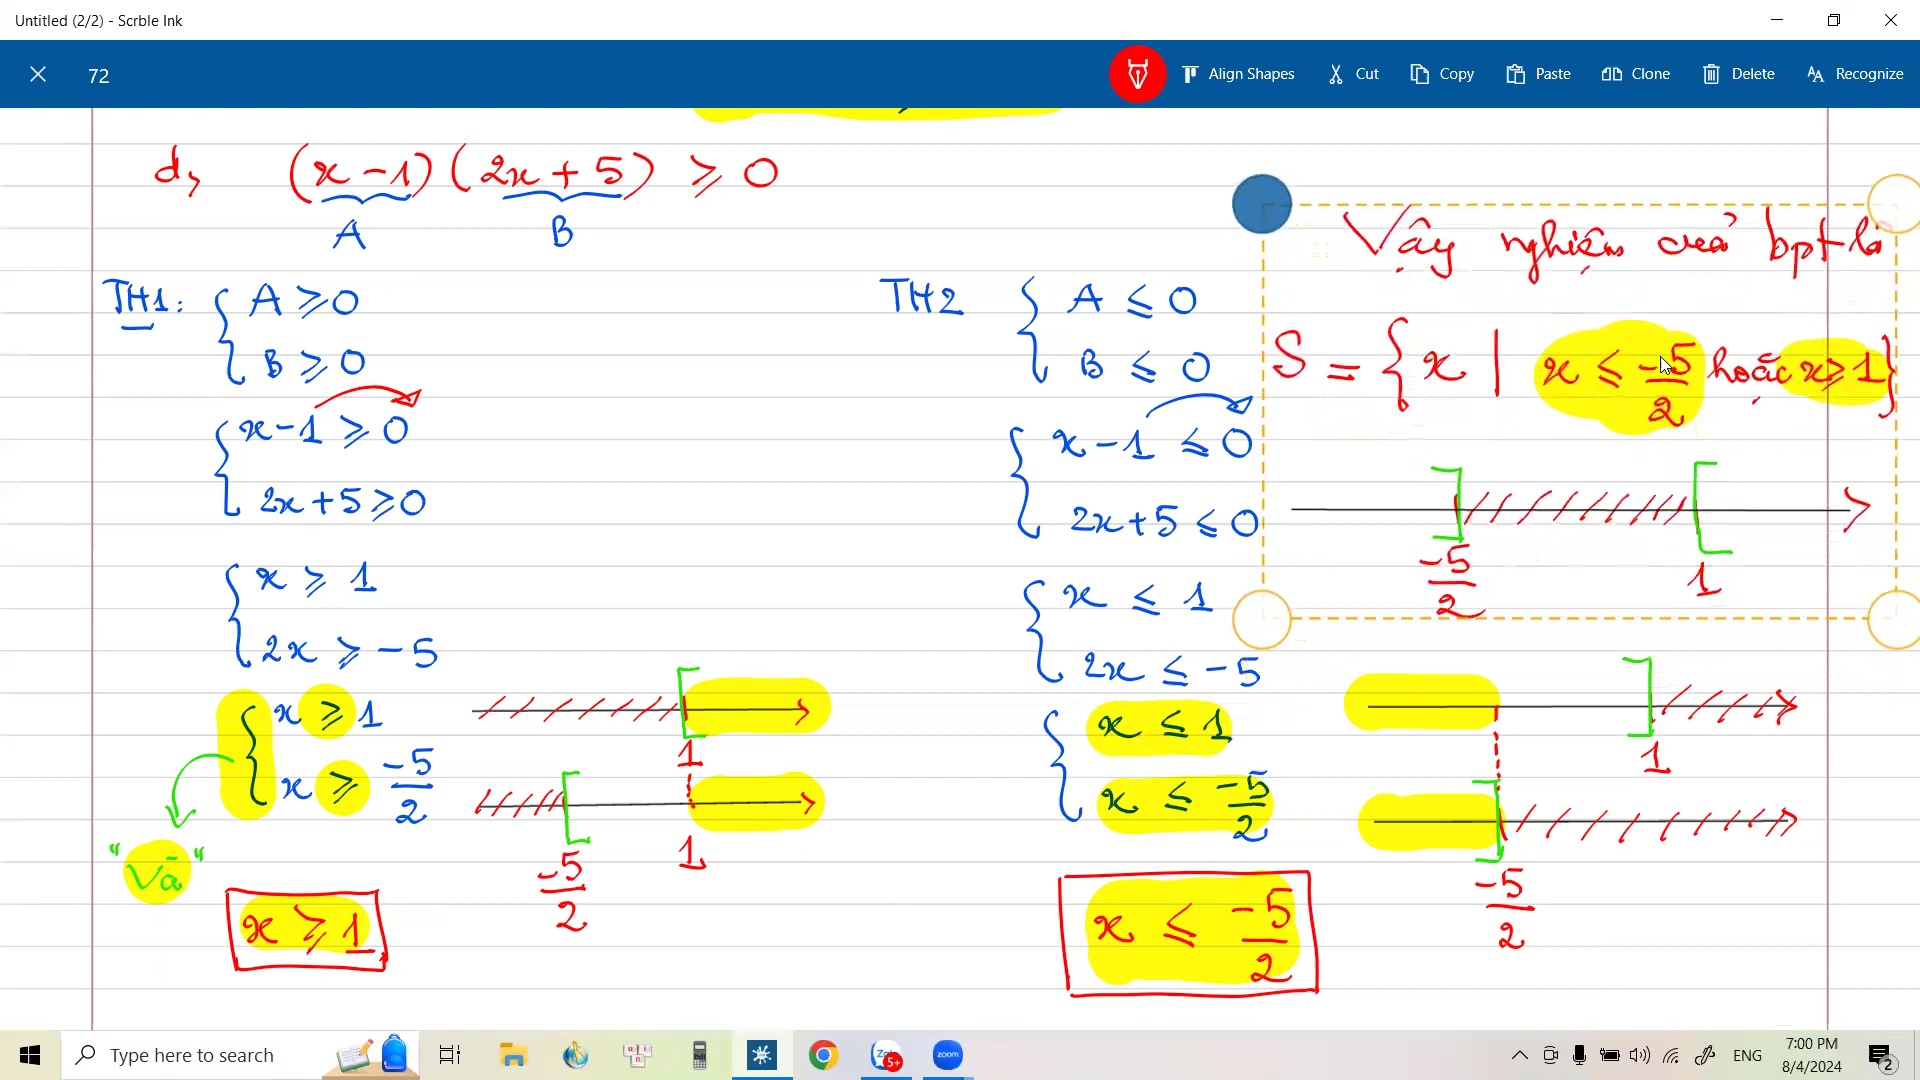 Untitled (2/2) - Scrble Ink
72
Align Shapes
Cut
Copy
Paste
Clone
Delete
Recognize
d, (x-1)(2x+5) ≥ 0
A B
TH1: { A ≥ 0
B ≥ 0
{ x-1 ≥ 0
2x+5 ≥ 0
{ x ≥ 1
2x ≥ -5
{ x ≥ 1
x ≥ -5/2
"Và"
x ≥ 1
1
-5/2 1
TH2 { A ≤ 0
B ≤ 0
{ x-1 ≤ 0
2x+5 ≤ 0
{ x ≤ 1
2x ≤ -5
{ x ≤ 1
x ≤ -5/2
x ≤ -5/2
Vậy nghiệm của bpt là
S = { x | x ≤ -5/2 hoặc x ≥ 1 }
-5/2 1
1
-5/2
Type here to search
5+
zoom
ENG
7:00 PM
8/4/2024
2